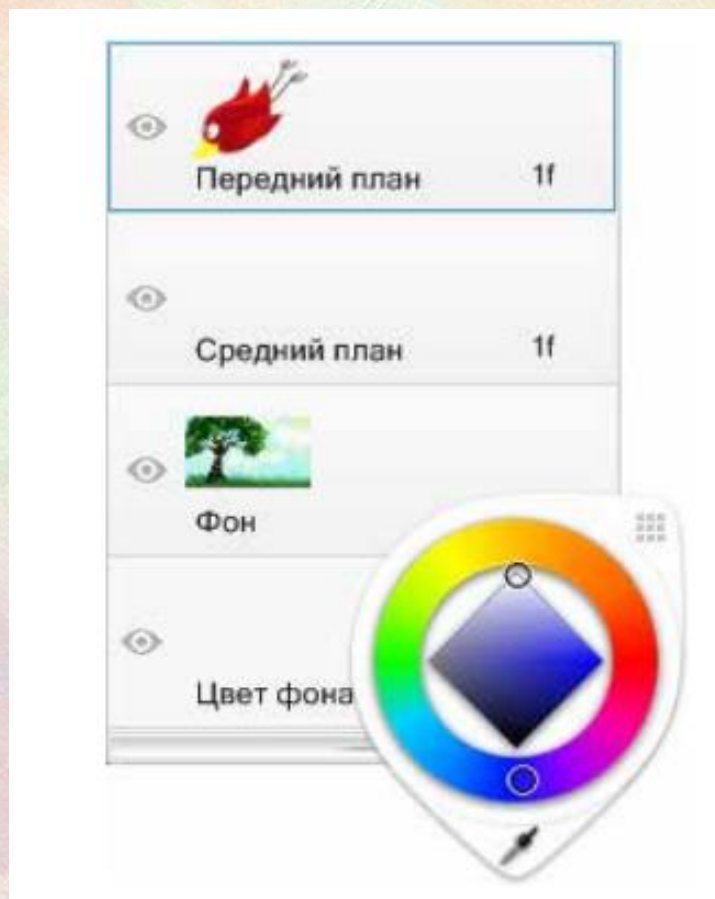 Передний план 1f
Средний план 1f
Фон
Цвет фона